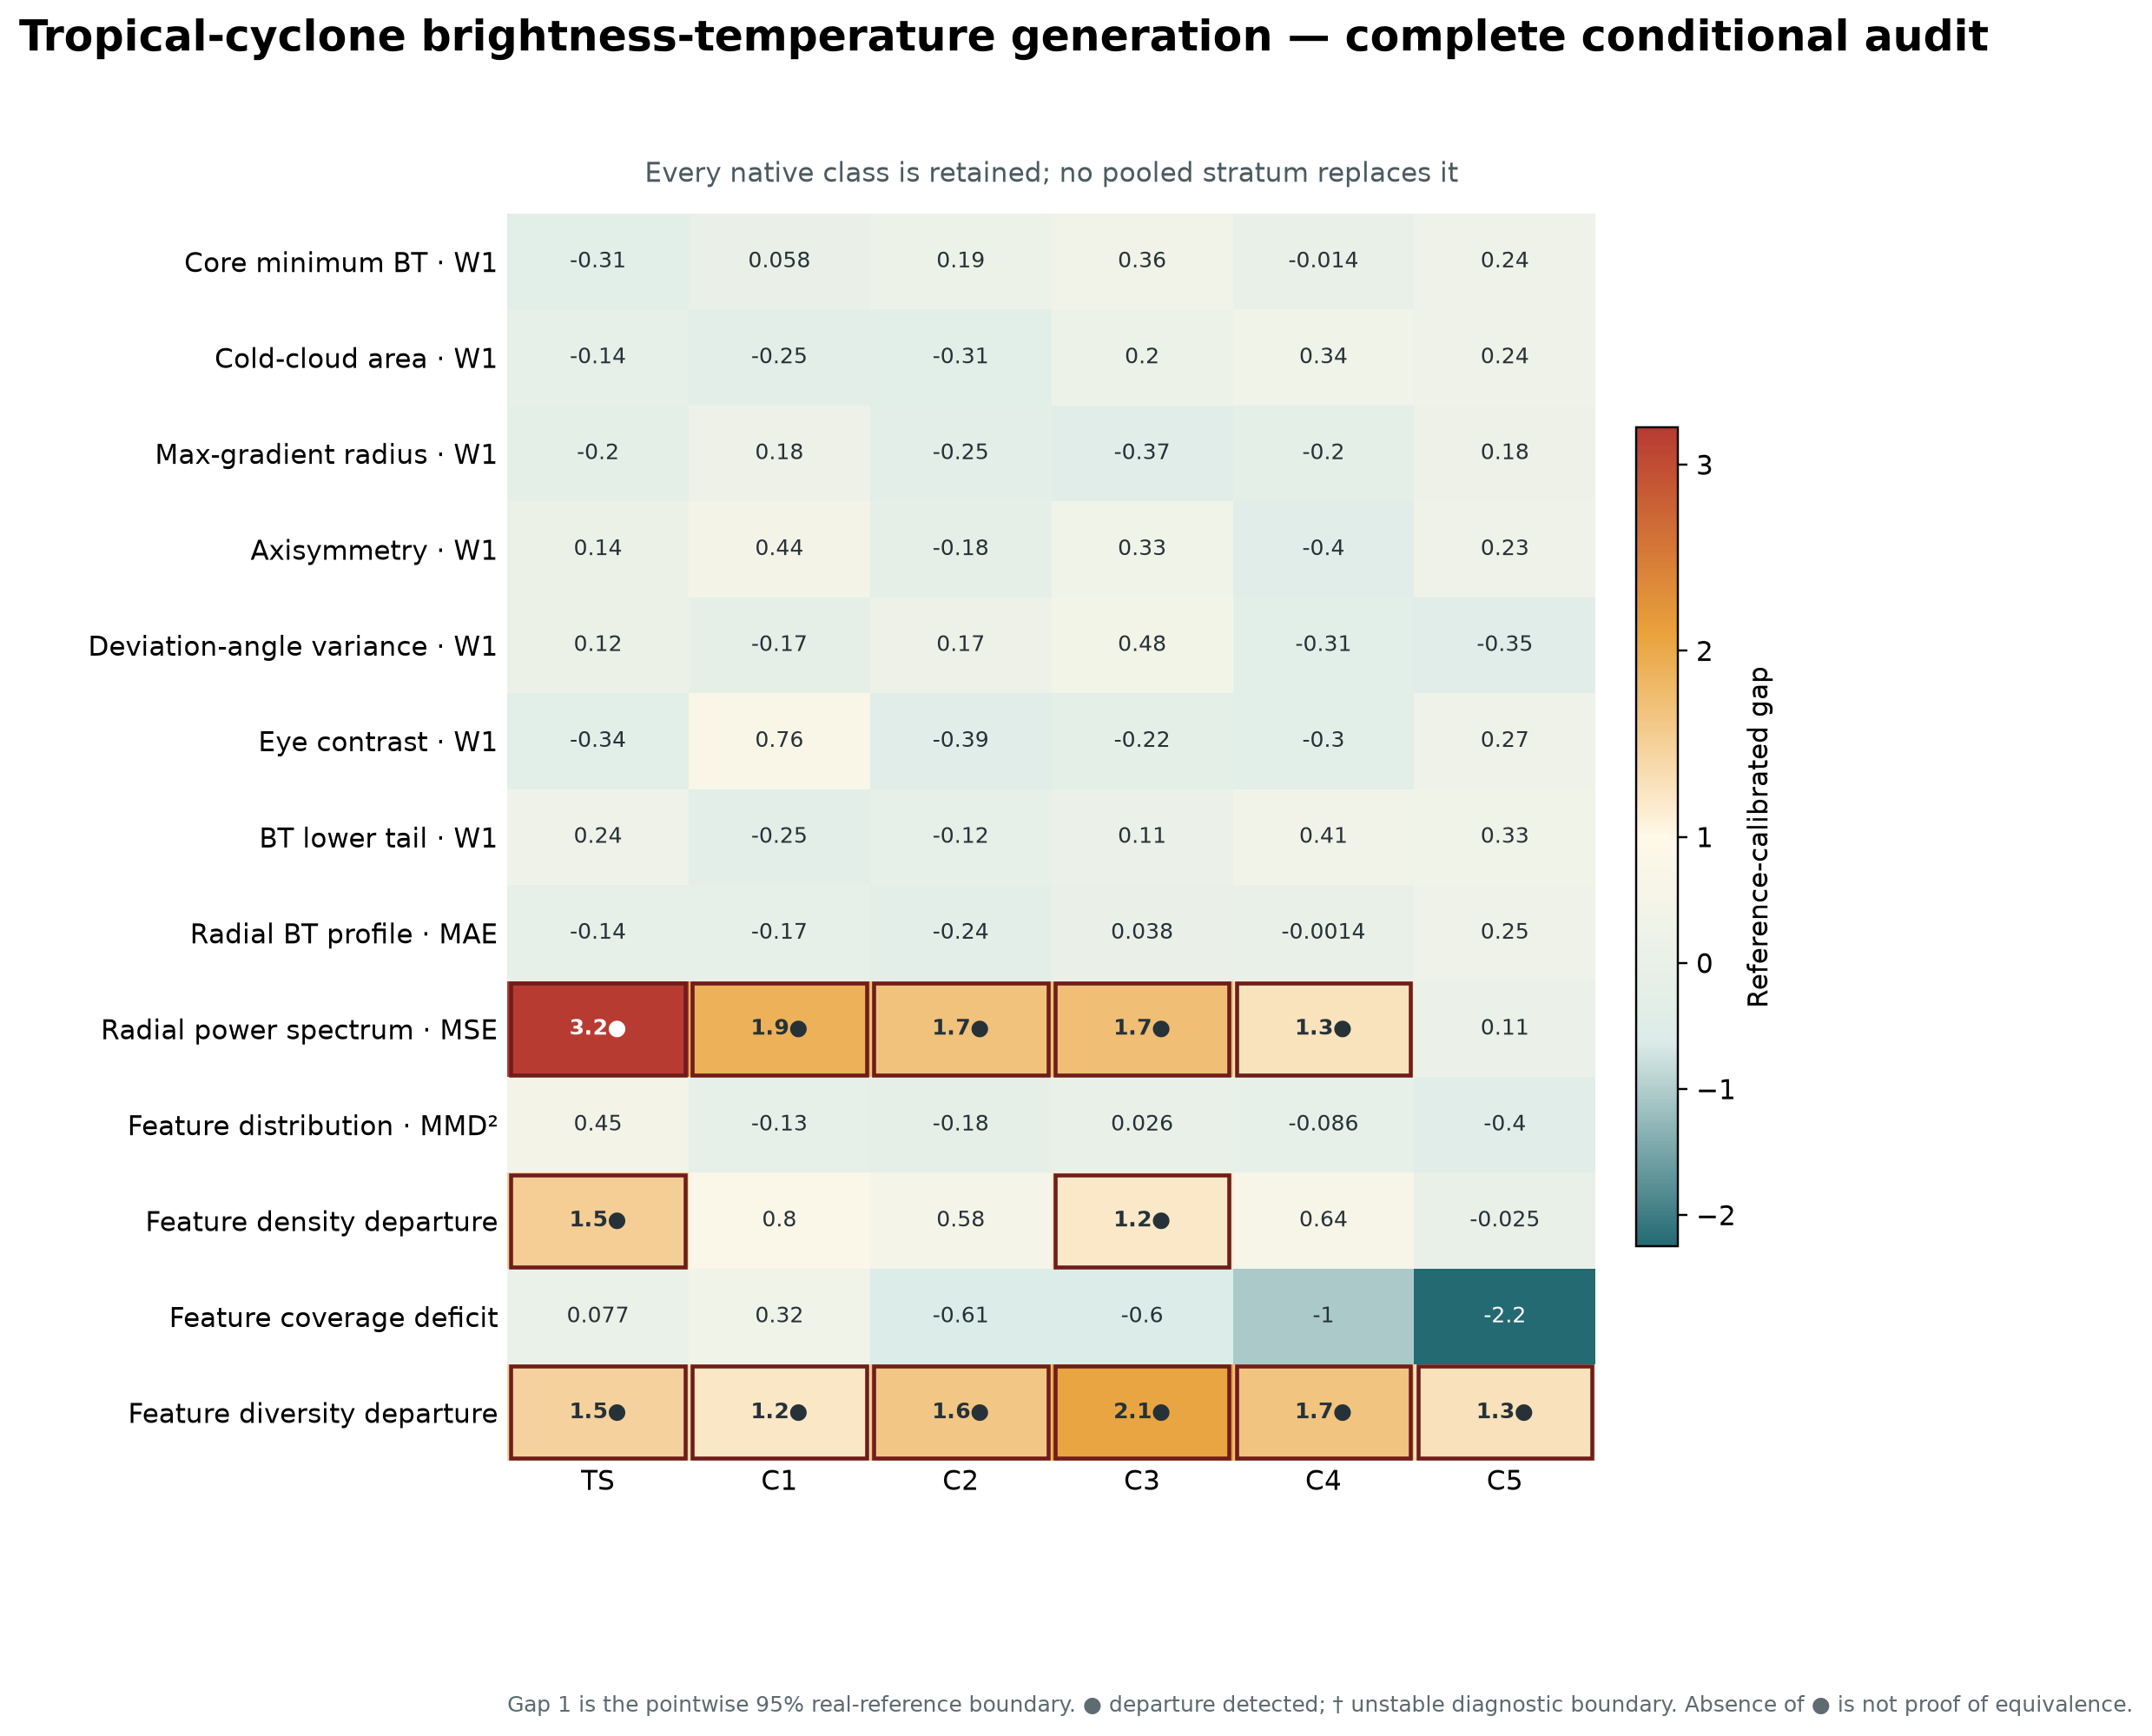 Tropical-cyclone brightness-temperature generation — complete conditional audit
Every native class is retained; no pooled stratum replaces it
Core minimum BT · W1 -0.31 0.058 0.19 0.36 -0.014 0.24
Cold-cloud area · W1 -0.14 -0.25 -0.31 0.2 0.34 0.24
Max-gradient radius · W1 -0.2 0.18 -0.25 -0.37 -0.2 0.18
Axisymmetry · W1 0.14 0.44 -0.18 0.33 -0.4 0.23
Deviation-angle variance · W1 0.12 -0.17 0.17 0.48 -0.31 -0.35
Eye contrast · W1 -0.34 0.76 -0.39 -0.22 -0.3 0.27
BT lower tail · W1 0.24 -0.25 -0.12 0.11 0.41 0.33
Radial BT profile · MAE -0.14 -0.17 -0.24 0.038 -0.0014 0.25
Radial power spectrum · MSE 3.2● 1.9● 1.7● 1.7● 1.3● 0.11
Feature distribution · MMD² 0.45 -0.13 -0.18 0.026 -0.086 -0.4
Feature density departure 1.5● 0.8 0.58 1.2● 0.64 -0.025
Feature coverage deficit 0.077 0.32 -0.61 -0.6 -1 -2.2
Feature diversity departure 1.5● 1.2● 1.6● 2.1● 1.7● 1.3●
TS C1 C2 C3 C4 C5
3
2
1
0
−1
−2
Reference-calibrated gap
Gap 1 is the pointwise 95% real-reference boundary. ● departure detected; † unstable diagnostic boundary. Absence of ● is not proof of equivalence.